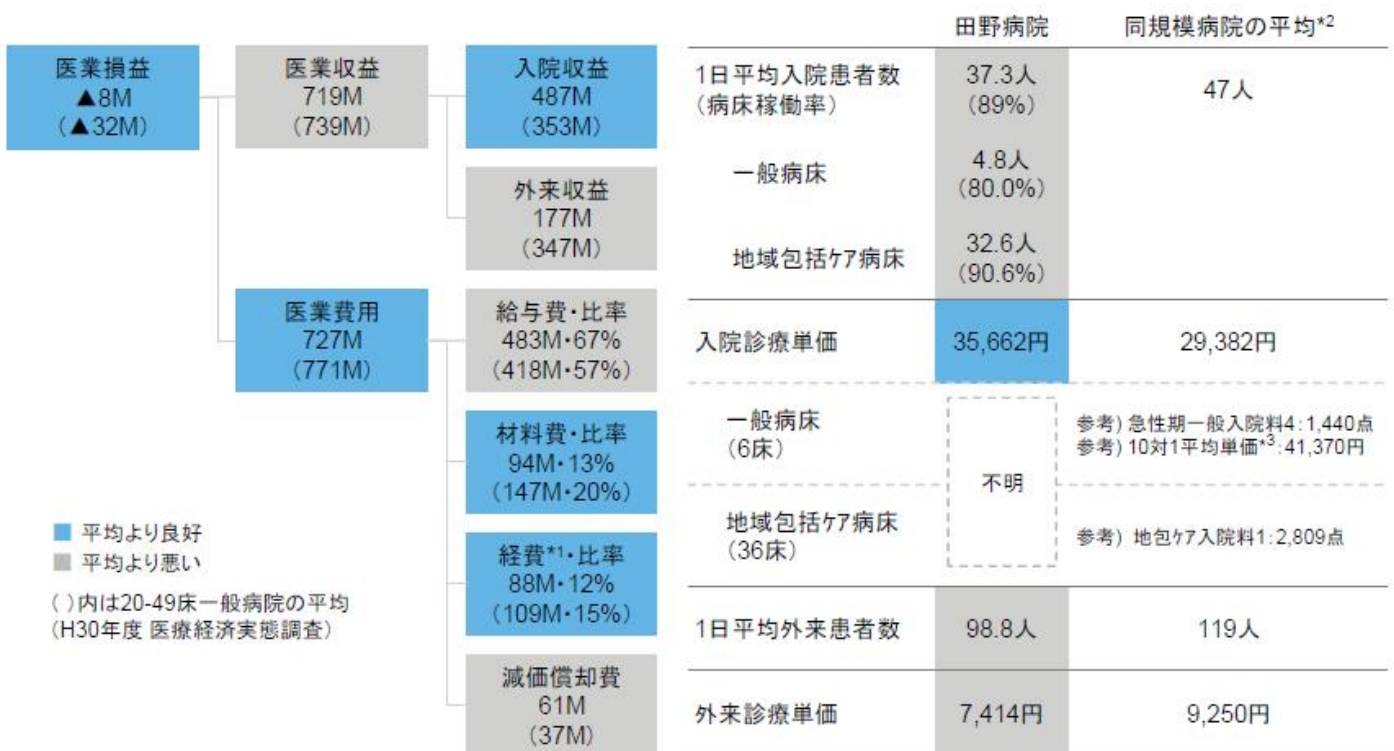 医業損益
▲8M
(▲32M)
医業収益
719M
(739M)
入院収益
487M
(353M)
外来収益
177M
(347M)
医業費用
727M
(771M)
給与費・比率
483M・67%
(418M・57%)
材料費・比率
94M・13%
(147M・20%)
経費*1・比率
88M・12%
(109M・15%)
減価償却費
61M
(37M)
平均より良好
平均より悪い
( )内は20-49床一般病院の平均
(H30年度 医療経済実態調査)
田野病院 同規模病院の平均*2
1日平均入院患者数 37.3人 47人
(病床稼働率) (89%)
一般病床 4.8人
(80.0%)
地域包括ケア病床 32.6人
(90.6%)
入院診療単価 35,662円 29,382円
一般病床
(6床)
参考) 急性期一般入院料4:1,440点
参考) 10対1平均単価*3:41,370円
不明
地域包括ケア病床
(36床)
参考) 地包ケア入院料1:2,809点
1日平均外来患者数 98.8人 119人
外来診療単価 7,414円 9,250円